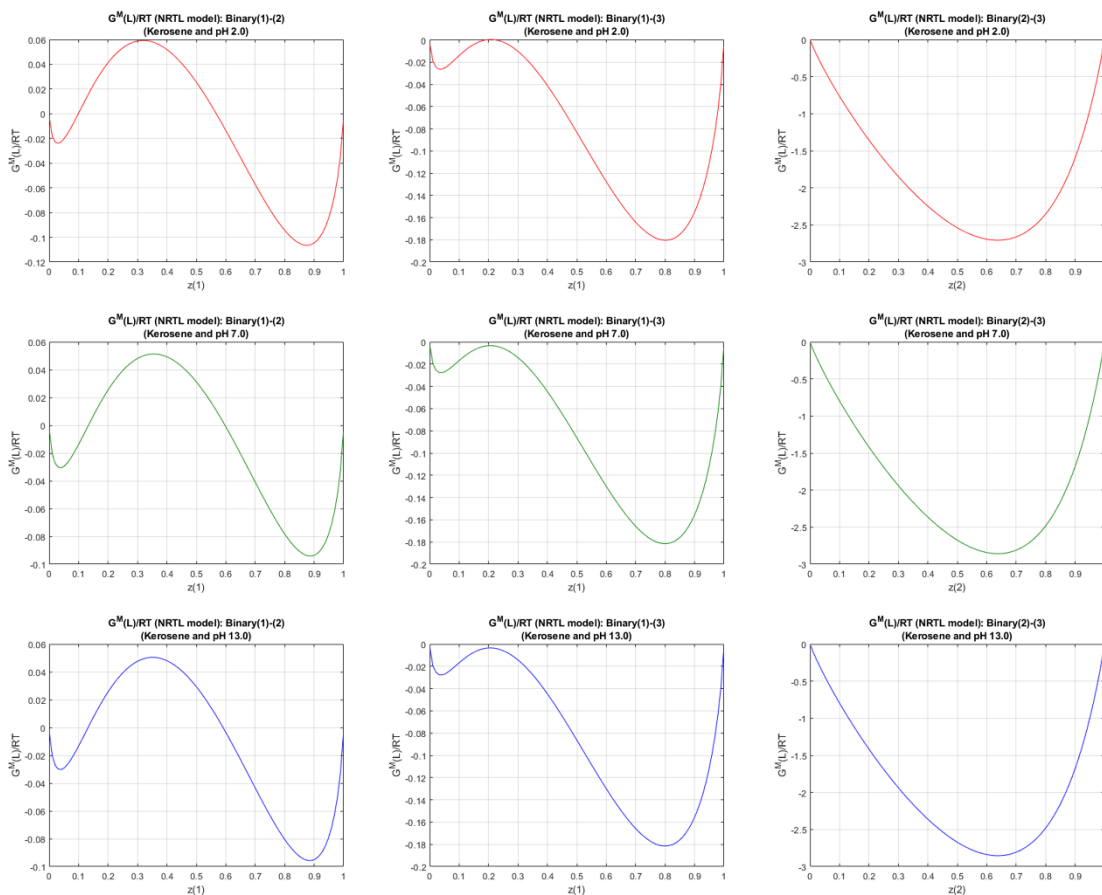 G^M(L)/RT (NRTL model): Binary(1)-(2)
(Kerosene and pH 2.0)
0.06
0.04
0.02
0
-0.02
-0.04
-0.06
-0.08
-0.1
-0.12
G^M(L)/RT
0 0.1 0.2 0.3 0.4 0.5 0.6 0.7 0.8 0.9 1
z(1)
G^M(L)/RT (NRTL model): Binary(1)-(3)
(Kerosene and pH 2.0)
0
-0.02
-0.04
-0.06
-0.08
-0.1
-0.12
-0.14
-0.16
-0.18
-0.2
G^M(L)/RT
0 0.1 0.2 0.3 0.4 0.5 0.6 0.7 0.8 0.9 1
z(1)
G^M(L)/RT (NRTL model): Binary(2)-(3)
(Kerosene and pH 2.0)
0
-0.5
-1
-1.5
-2
-2.5
-3
G^M(L)/RT
0 0.1 0.2 0.3 0.4 0.5 0.6 0.7 0.8 0.9
z(2)
G^M(L)/RT (NRTL model): Binary(1)-(2)
(Kerosene and pH 7.0)
0.06
0.04
0.02
0
-0.02
-0.04
-0.06
-0.08
-0.1
G^M(L)/RT
0 0.1 0.2 0.3 0.4 0.5 0.6 0.7 0.8 0.9 1
z(1)
G^M(L)/RT (NRTL model): Binary(1)-(3)
(Kerosene and pH 7.0)
0
-0.02
-0.04
-0.06
-0.08
-0.1
-0.12
-0.14
-0.16
-0.18
-0.2
G^M(L)/RT
0 0.1 0.2 0.3 0.4 0.5 0.6 0.7 0.8 0.9 1
z(1)
G^M(L)/RT (NRTL model): Binary(2)-(3)
(Kerosene and pH 7.0)
0
-0.5
-1
-1.5
-2
-2.5
-3
G^M(L)/RT
0 0.1 0.2 0.3 0.4 0.5 0.6 0.7 0.8 0.9
z(2)
G^M(L)/RT (NRTL model): Binary(1)-(2)
(Kerosene and pH 13.0)
0.06
0.04
0.02
0
-0.02
-0.04
-0.06
-0.08
-0.1
G^M(L)/RT
0 0.1 0.2 0.3 0.4 0.5 0.6 0.7 0.8 0.9 1
z(1)
G^M(L)/RT (NRTL model): Binary(1)-(3)
(Kerosene and pH 13.0)
0
-0.02
-0.04
-0.06
-0.08
-0.1
-0.12
-0.14
-0.16
-0.18
-0.2
G^M(L)/RT
0 0.1 0.2 0.3 0.4 0.5 0.6 0.7 0.8 0.9 1
z(1)
G^M(L)/RT (NRTL model): Binary(2)-(3)
(Kerosene and pH 13.0)
0
-0.5
-1
-1.5
-2
-2.5
-3
G^M(L)/RT
0 0.1 0.2 0.3 0.4 0.5 0.6 0.7 0.8 0.9
z(2)